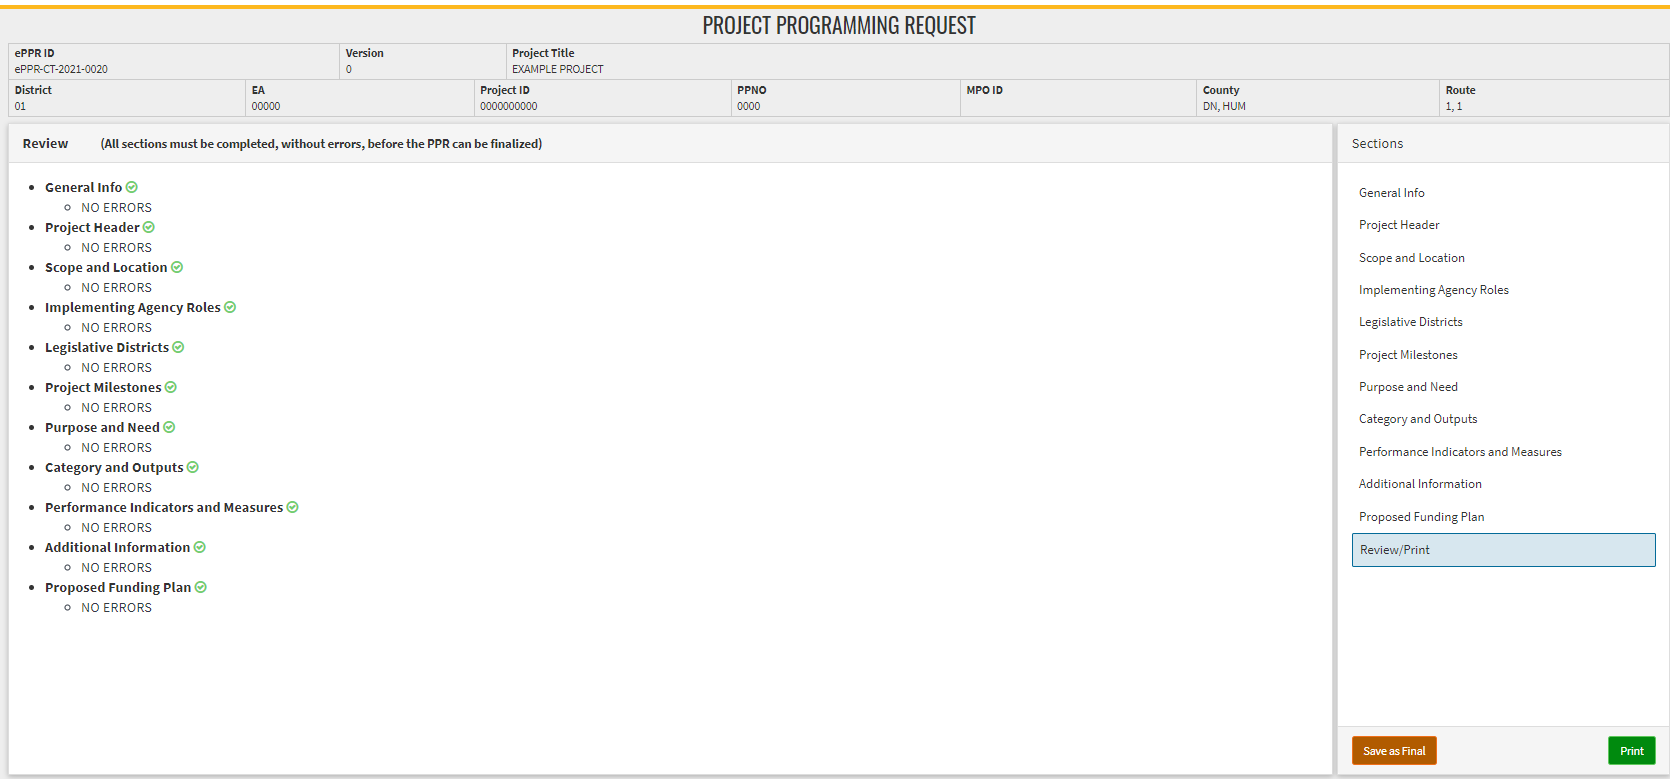 PROJECT PROGRAMMING REQUEST
ePPR ID Version Project Title
ePPR-CT-2021-0020 0 EXAMPLE PROJECT
District EA Project ID PPNO MPO ID County Route
01 00000 0000000000 0000 DN, HUM 1, 1
Review (All sections must be completed, without errors, before the PPR can be finalized)
General Info
NO ERRORS
Project Header
NO ERRORS
Scope and Location
NO ERRORS
Implementing Agency Roles
NO ERRORS
Legislative Districts
NO ERRORS
Project Milestones
NO ERRORS
Purpose and Need
NO ERRORS
Category and Outputs
NO ERRORS
Performance Indicators and Measures
NO ERRORS
Additional Information
NO ERRORS
Proposed Funding Plan
NO ERRORS
Sections
General Info
Project Header
Scope and Location
Implementing Agency Roles
Legislative Districts
Project Milestones
Purpose and Need
Category and Outputs
Performance Indicators and Measures
Additional Information
Proposed Funding Plan
Review/Print
Save as Final Print